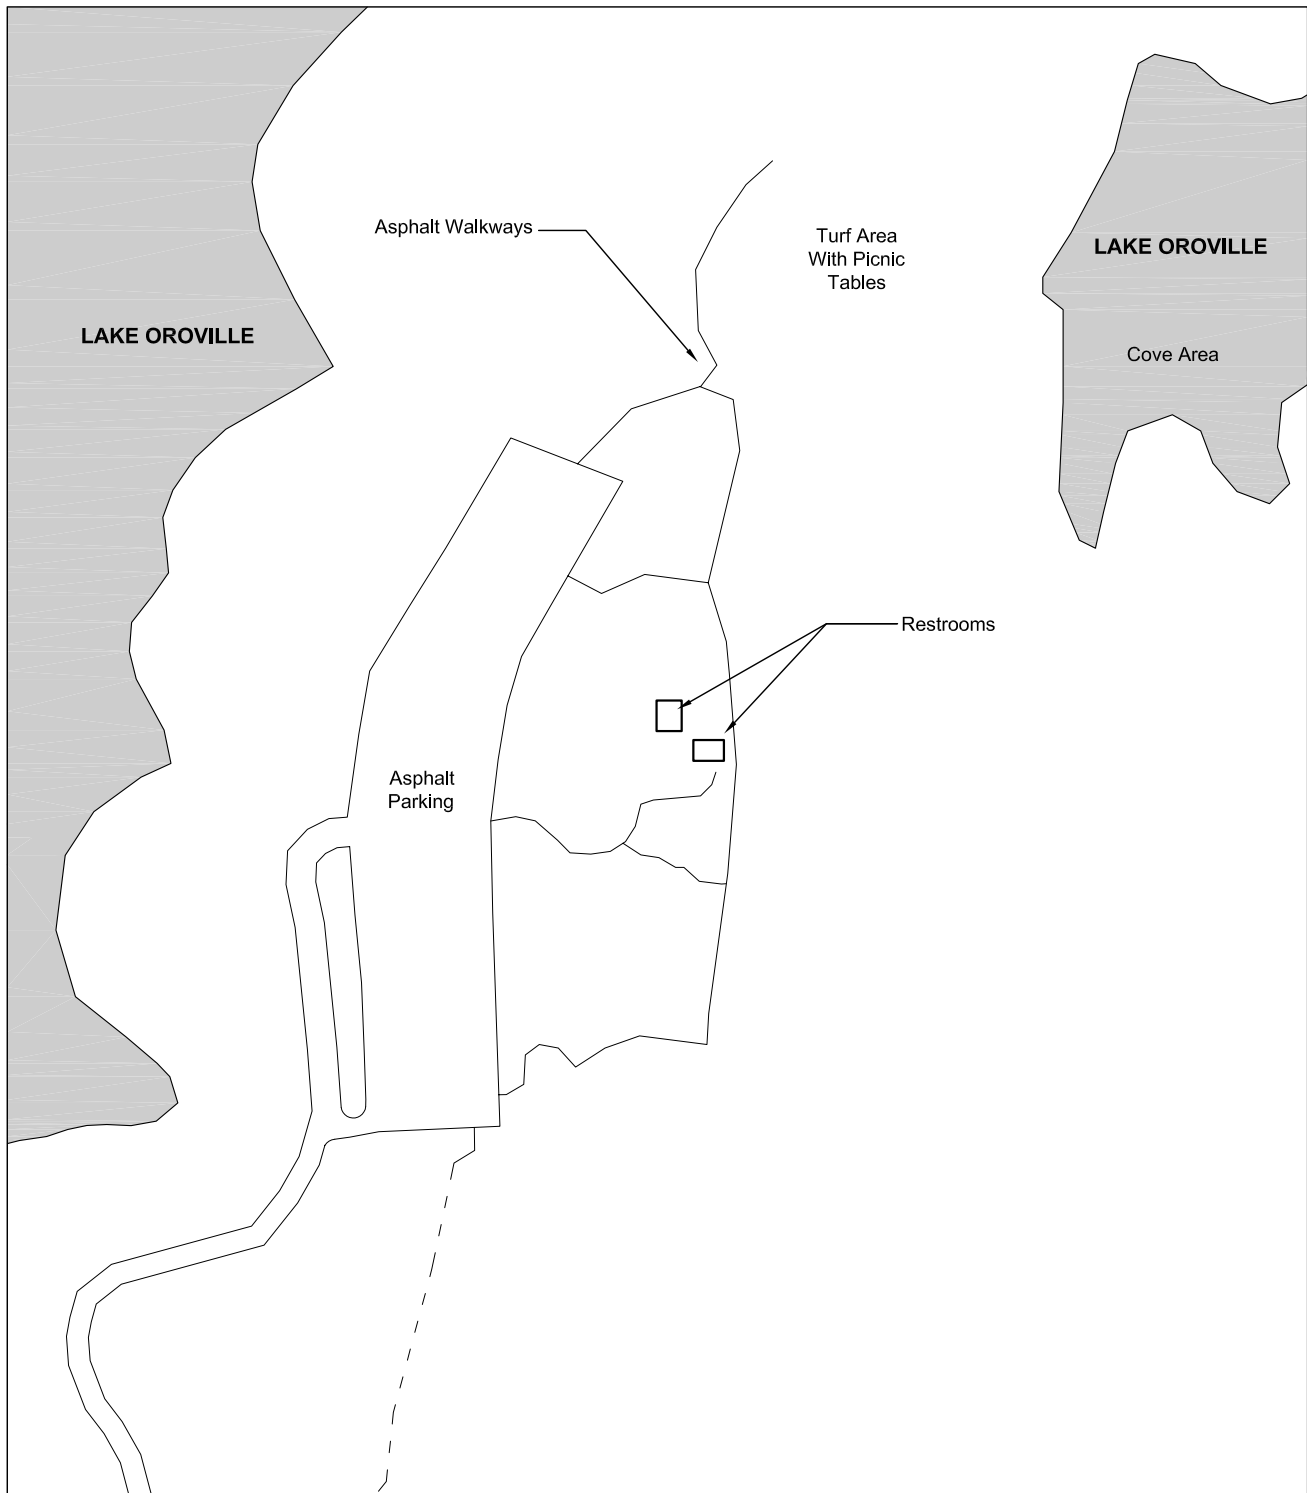 Asphalt Walkways
Turf Area
With Picnic
Tables
LAKE OROVILLE
LAKE OROVILLE
Cove Area
Restrooms
Asphalt
Parking